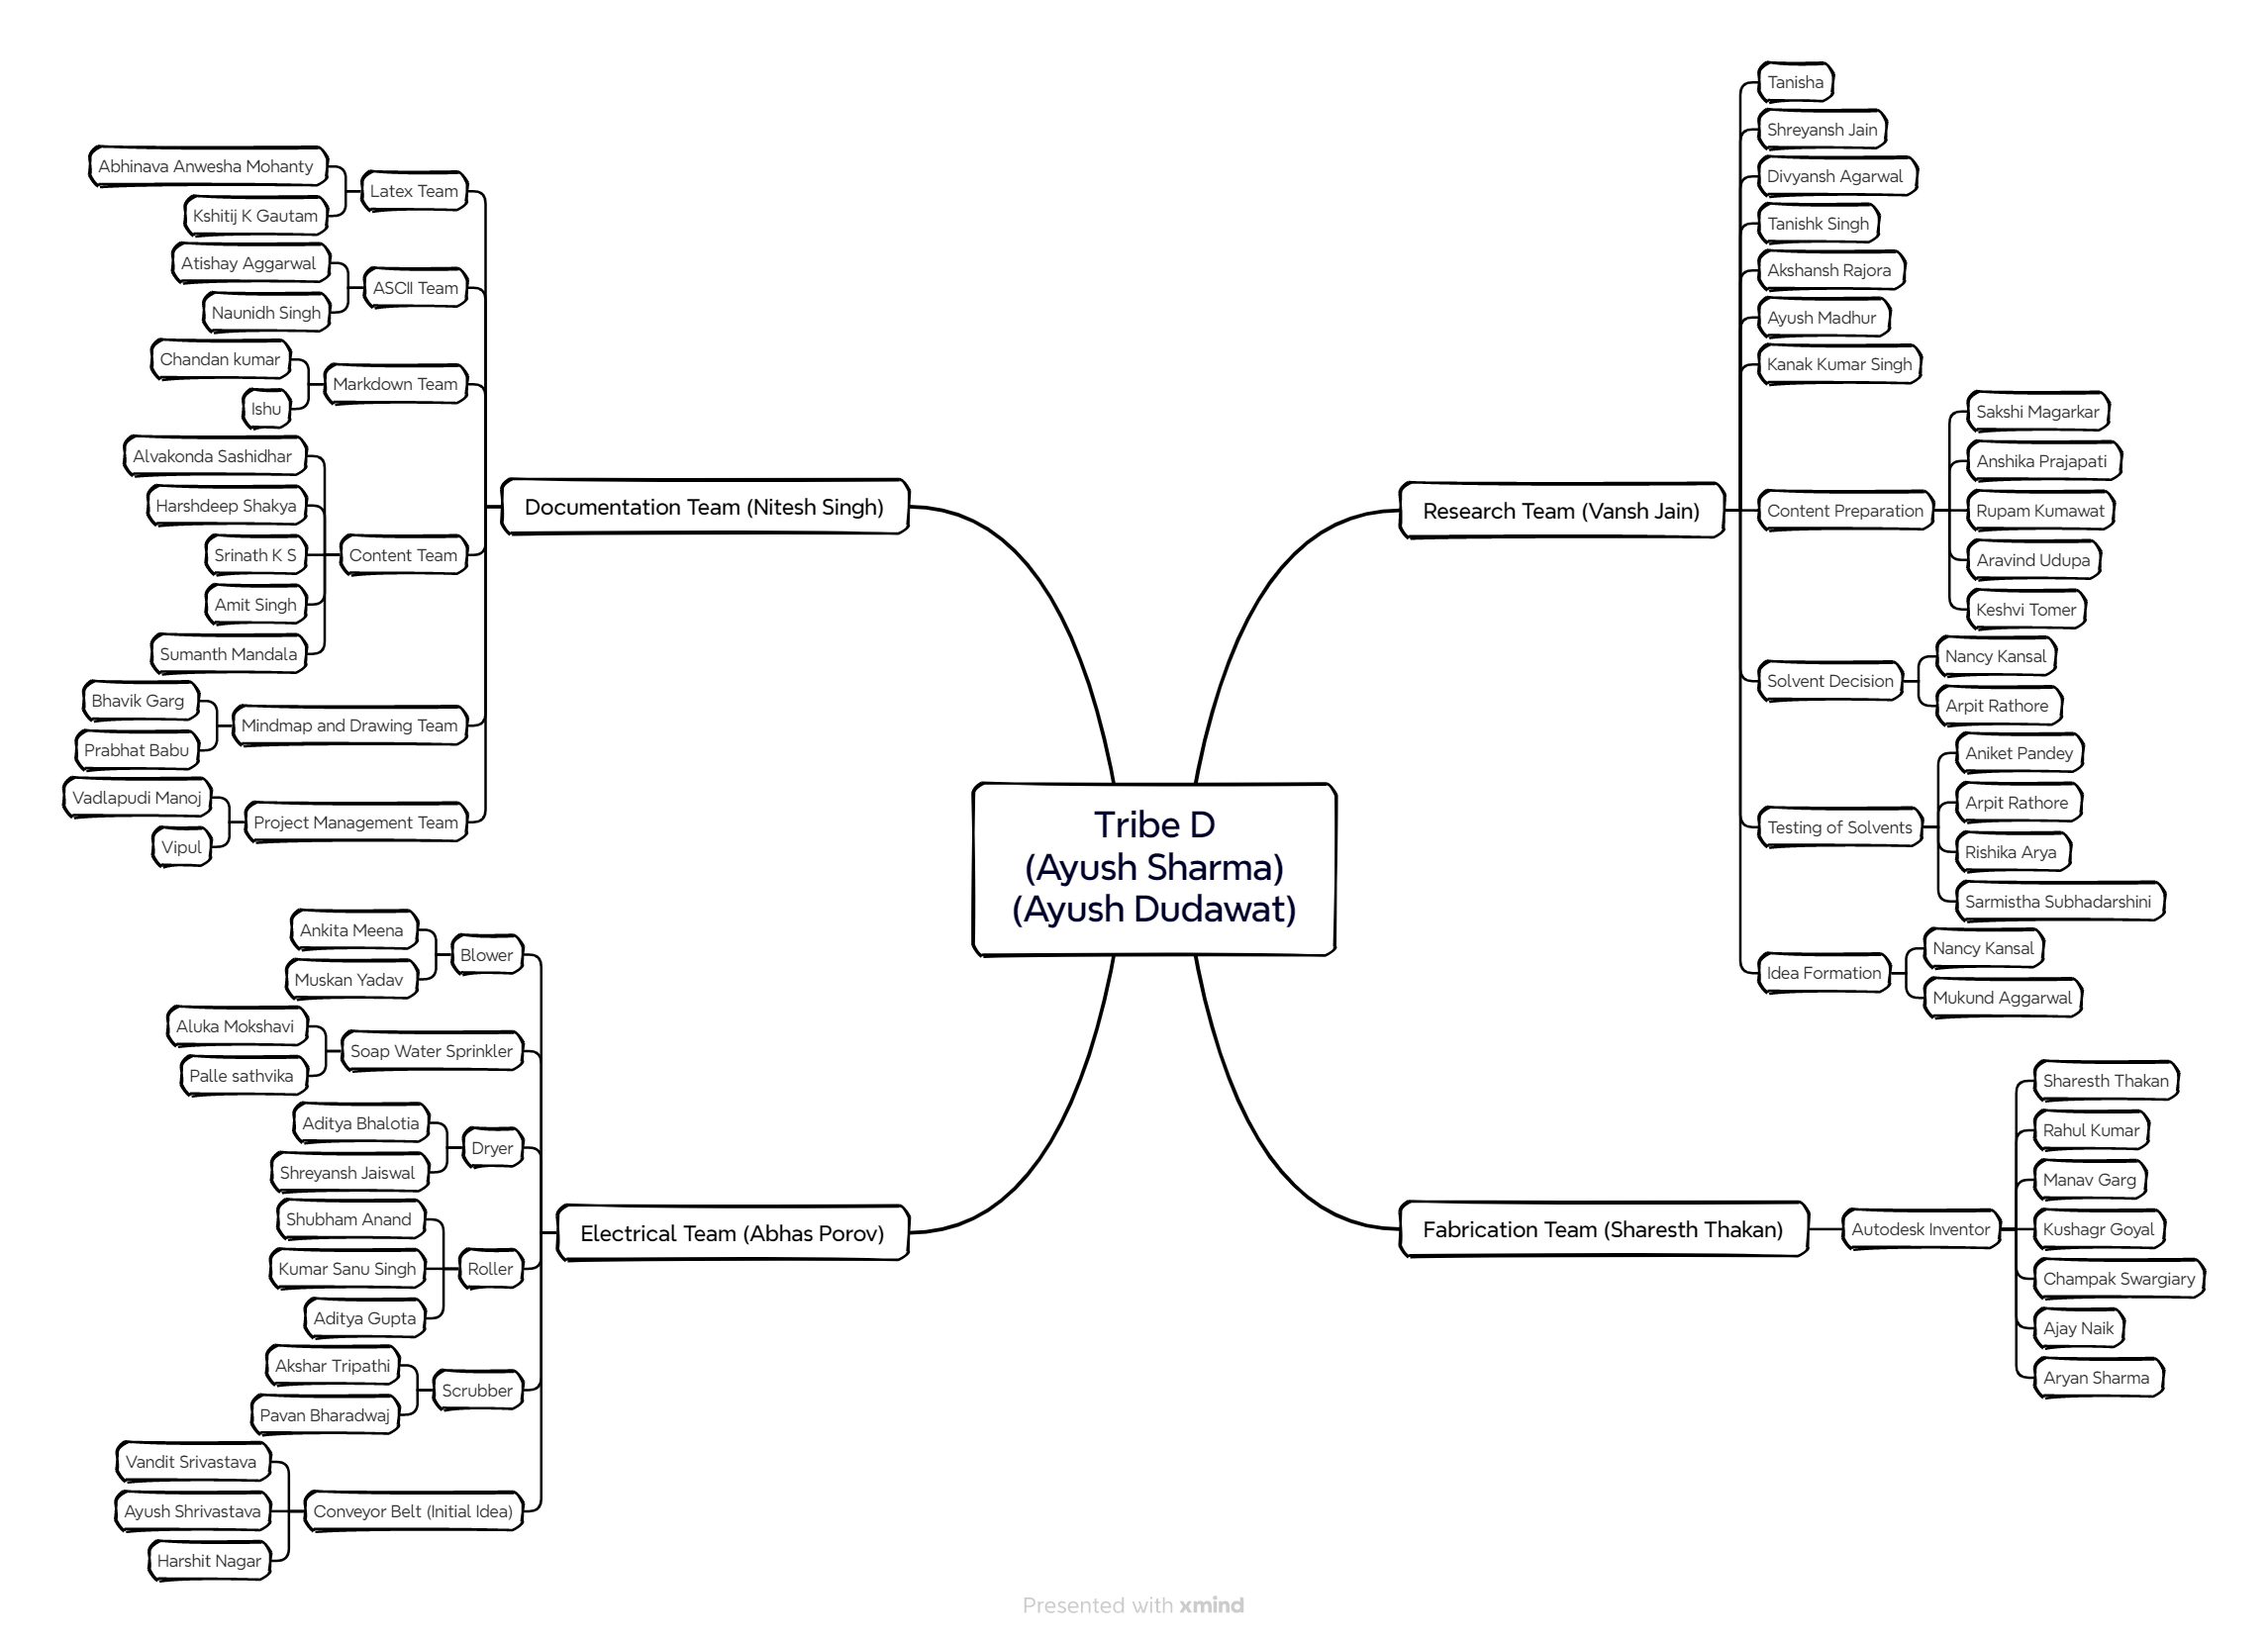 Tribe D
(Ayush Sharma)
(Ayush Dudawat)
Documentation Team (Nitesh Singh)
Latex Team
Abhinava Anwesha Mohanty
Kshitij K Gautam
ASCII Team
Atishay Aggarwal
Naunidh Singh
Markdown Team
Chandan kumar
Ishu
Content Team
Alvakonda Sashidhar
Harshdeep Shakya
Srinath K S
Amit Singh
Sumanth Mandala
Mindmap and Drawing Team
Bhavik Garg
Prabhat Babu
Project Management Team
Vadlapudi Manoj
Vipul
Electrical Team (Abhas Porov)
Blower
Ankita Meena
Muskan Yadav
Soap Water Sprinkler
Aluka Mokshavi
Palle sathvika
Dryer
Aditya Bhalotia
Shreyansh Jaiswal
Roller
Shubham Anand
Kumar Sanu Singh
Aditya Gupta
Scrubber
Akshar Tripathi
Pavan Bharadwaj
Conveyor Belt (Initial Idea)
Vandit Srivastava
Ayush Shrivastava
Harshit Nagar
Research Team (Vansh Jain)
Tanisha
Shreyansh Jain
Divyansh Agarwal
Tanishk Singh
Akshansh Rajora
Ayush Madhur
Kanak Kumar Singh
Content Preparation
Sakshi Magarkar
Anshika Prajapati
Rupam Kumawat
Aravind Udupa
Keshvi Tomer
Solvent Decision
Nancy Kansal
Arpit Rathore
Testing of Solvents
Aniket Pandey
Arpit Rathore
Rishika Arya
Sarmistha Subhadarshini
Idea Formation
Nancy Kansal
Mukund Aggarwal
Fabrication Team (Sharesth Thakan)
Autodesk Inventor
Sharesth Thakan
Rahul Kumar
Manav Garg
Kushagr Goyal
Champak Swargiary
Ajay Naik
Aryan Sharma
Presented with xmind